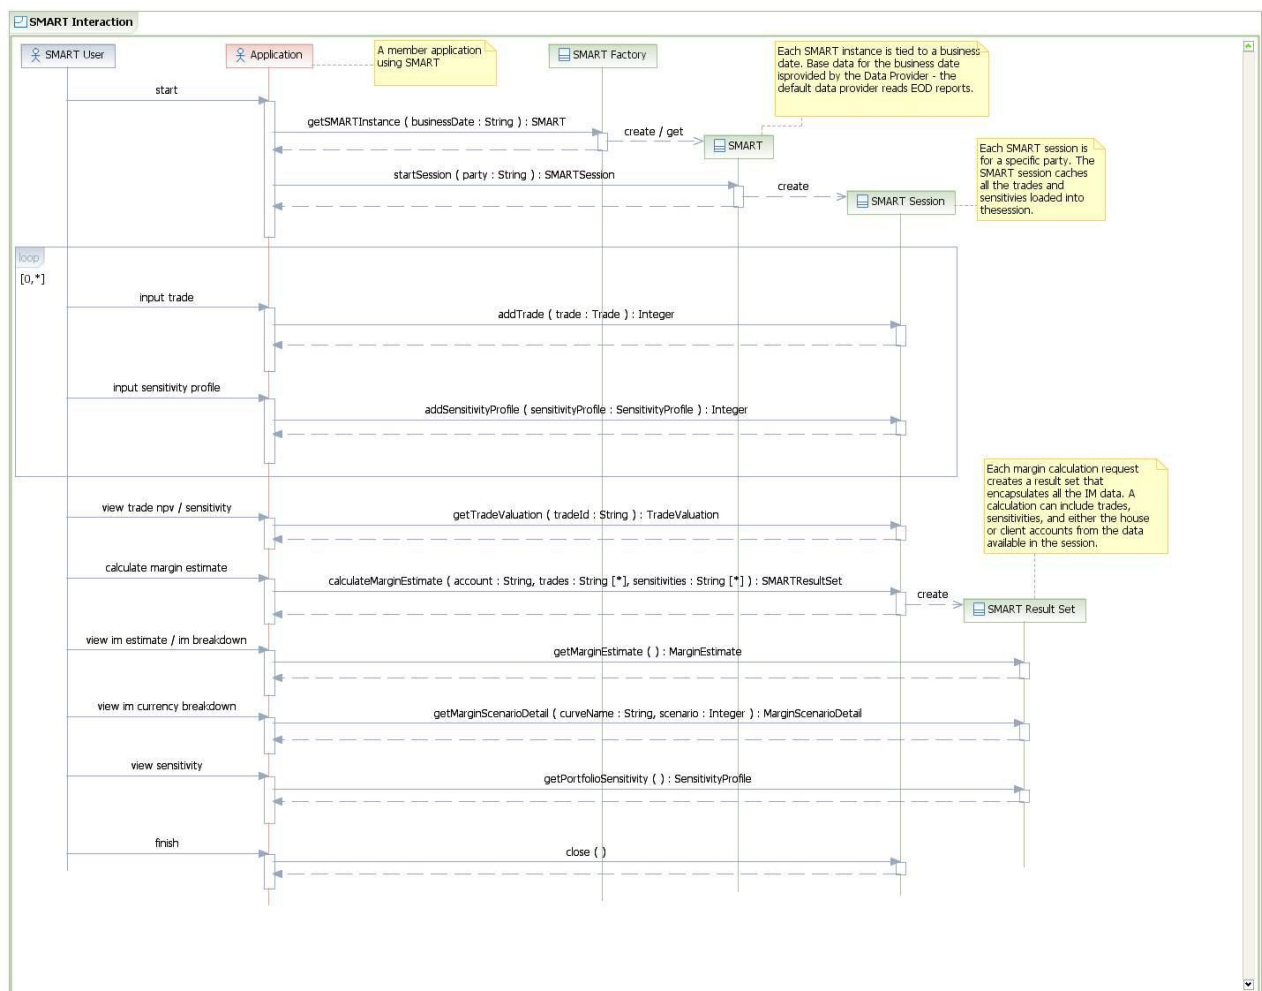 SMART Interaction
SMART User
Application
A member application
using SMART
SMART Factory
Each SMART instance is tied to a business
date. Base data for the business date
isprovided by the Data Provider - the
default data provider reads EOD reports.
start
getSMARTInstance ( businessDate : String ) : SMART
create / get
SMART
Each SMART session is
for a specific party. The
SMART session caches
all the trades and
sensitivies loaded into
thesession.
startSession ( party : String ) : SMARTSession
create
SMART Session
loop
[0,*]
input trade
addTrade ( trade : Trade ) : Integer
input sensitivity profile
addSensitivityProfile ( sensitivityProfile : SensitivityProfile ) : Integer
Each margin calculation request
creates a result set that
encapsulates all the IM data. A
calculation can include trades,
sensitivities, and either the house
or client accounts from the data
available in the session.
view trade npv / sensitivity
getTradeValuation ( tradeId : String ) : TradeValuation
calculate margin estimate
calculateMarginEstimate ( account : String, trades : String [*], sensitivities : String [*] ) : SMARTResultSet
create
SMART Result Set
view im estimate / im breakdown
getMarginEstimate ( ) : MarginEstimate
view im currency breakdown
getMarginScenarioDetail ( curveName : String, scenario : Integer ) : MarginScenarioDetail
view sensitivity
getPortfolioSensitivity ( ) : SensitivityProfile
finish
close ( )